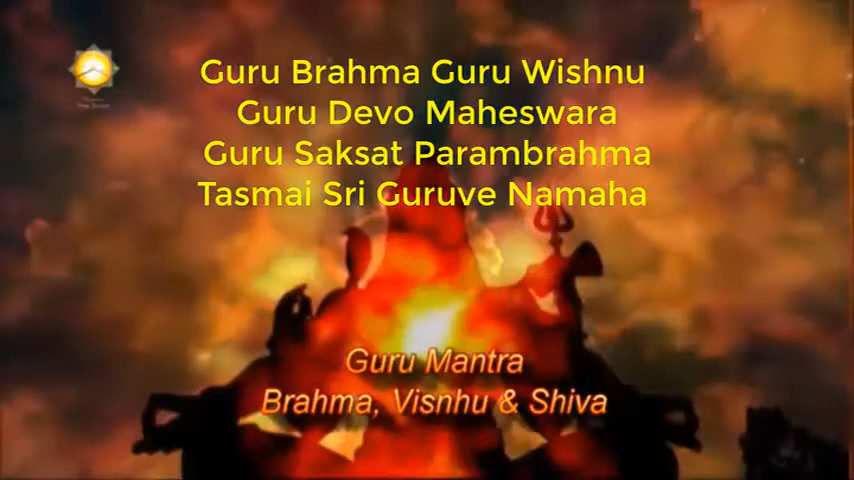 Guru Brahma Guru Wishnu
Guru Devo Maheswara
Guru Saksat Parambrahma
Tasmai Sri Guruve Namaha
Guru Mantra
Brahma, Visnhu & Shiva